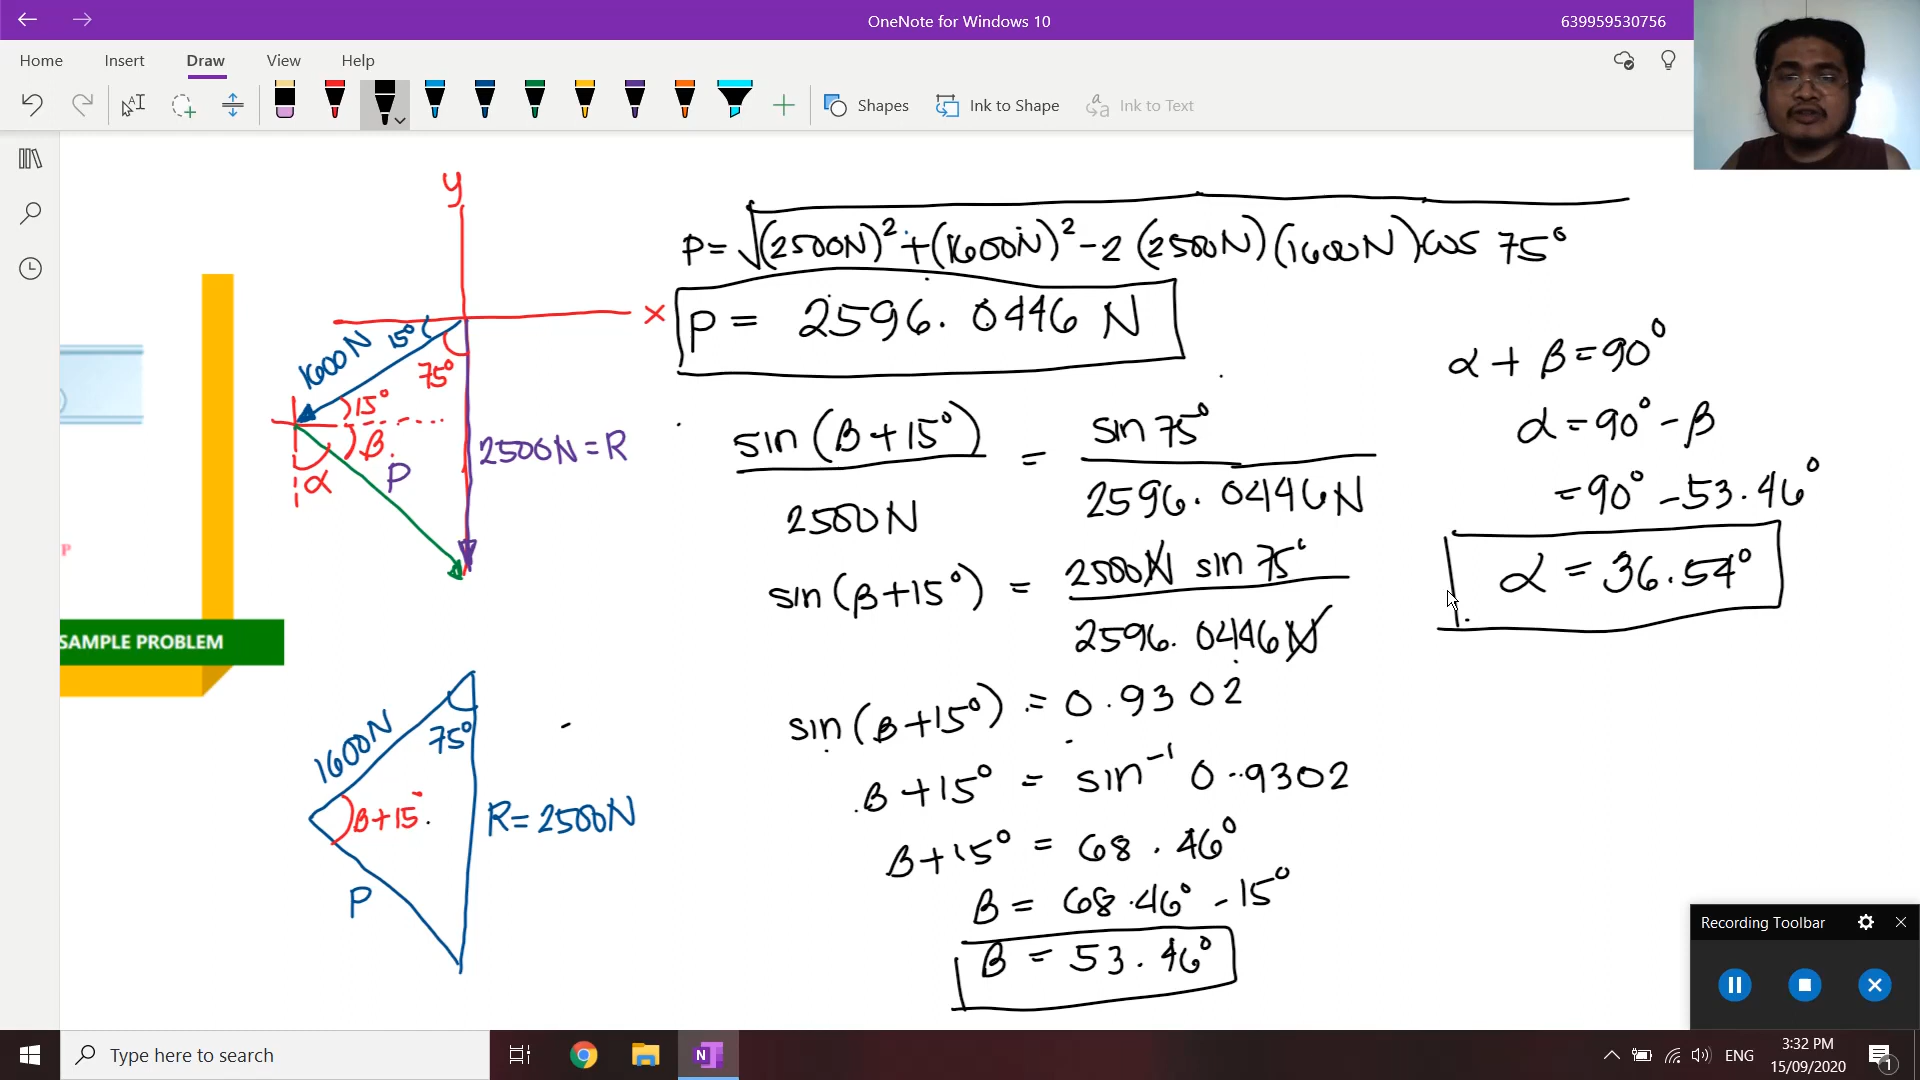 OneNote for Windows 10
639959530756
Home Insert Draw View Help
Shapes Ink to Shape Ink to Text
y
x
1600N 15°
75°
15°
β
α
P
2500N = R
P
SAMPLE PROBLEM
1600N
75°
β+15°
R = 2500N
P
P = √(2500N)² + (1600N)² - 2 (2500N)(1600N) cos 75°
P = 2596.0446 N
sin (β + 15°) / 2500N = sin 75° / 2596.0446N
sin (β + 15°) = 2500N sin 75° / 2596.0446N
sin (β + 15°) = 0.9302
β + 15° = sin⁻¹ 0.9302
β + 15° = 68.46°
β = 68.46° - 15°
β = 53.46°
α + β = 90°
α = 90° - β
= 90° - 53.46°
α = 36.54°
Recording Toolbar
Type here to search
N
ENG
3:32 PM
15/09/2020
1